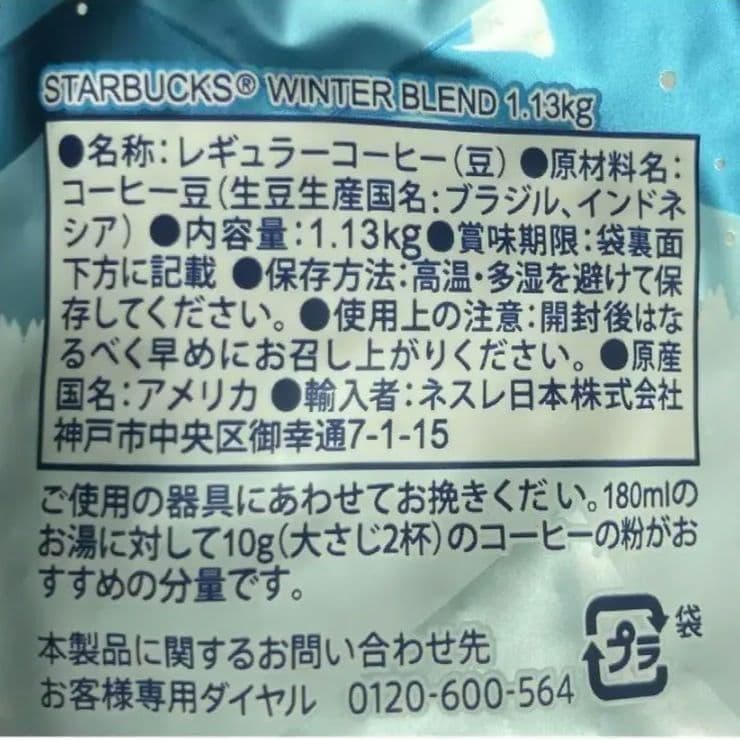 STARBUCKS® WINTER BLEND 1.13kg
●名称:レギュラーコーヒー(豆) ●原材料名:
コーヒー豆(生豆生産国名:ブラジル、インドネ
シア) ●内容量:1.13kg●賞味期限:袋裏面
下方に記載 ●保存方法:高温・多湿を避けて保
存してください。●使用上の注意:開封後はな
るべく早めにお召し上がりください。●原産
国名:アメリカ ●輸入者:ネスレ日本株式会社
神戸市中央区御幸通7-1-15
ご使用の器具にあわせてお挽きくだい。180mlの
お湯に対して10g(大さじ2杯)のコーヒーの粉がお
すすめの分量です。
本製品に関するお問い合わせ先
お客様専用ダイヤル 0120-600-564
プラ 袋